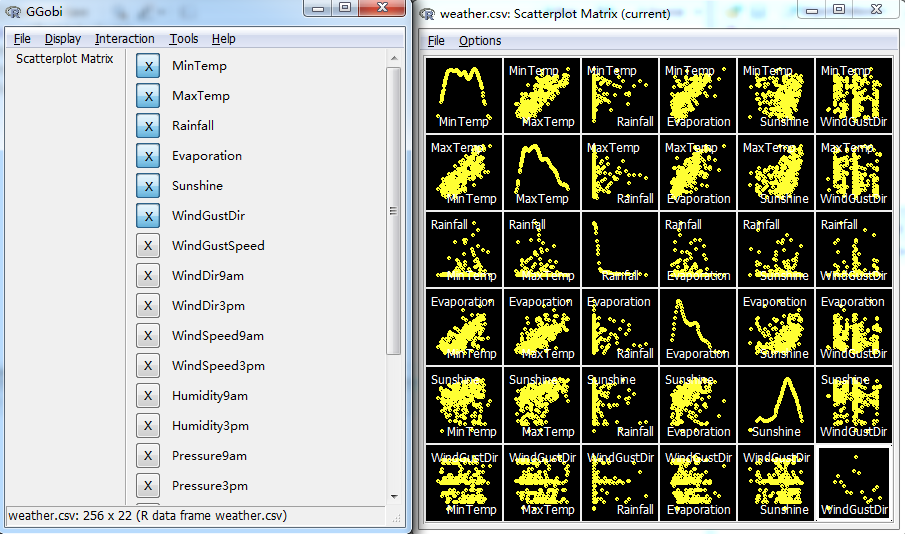 GGobi
File Display Interaction Tools Help
Scatterplot Matrix
X MinTemp
X MaxTemp
X Rainfall
X Evaporation
X Sunshine
X WindGustDir
X WindGustSpeed
X WindDir9am
X WindDir3pm
X WindSpeed9am
X WindSpeed3pm
X Humidity9am
X Humidity3pm
X Pressure9am
X Pressure3pm
weather.csv: 256 x 22 (R data frame weather.csv)
weather.csv: Scatterplot Matrix (current)
File Options
MinTemp MinTemp MinTemp MinTemp MinTemp
MinTemp MaxTemp Rainfall Evaporation Sunshine WindGustDir
MaxTemp MaxTemp MaxTemp MaxTemp MaxTemp
MinTemp MaxTemp Rainfall Evaporation Sunshine WindGustDir
Rainfall Rainfall Rainfall Rainfall Rainfall
MinTemp MaxTemp Rainfall Evaporation Sunshine WindGustDir
Evaporation Evaporation Evaporation Evaporation Evaporation
MinTemp MaxTemp Rainfall Evaporation Sunshine WindGustDir
Sunshine Sunshine Sunshine Sunshine Sunshine
MinTemp MaxTemp Rainfall Evaporation Sunshine WindGustDir
WindGustDir WindGustDir WindGustDir WindGustDir WindGustDir
MinTemp MaxTemp Rainfall Evaporation Sunshine WindGustDir